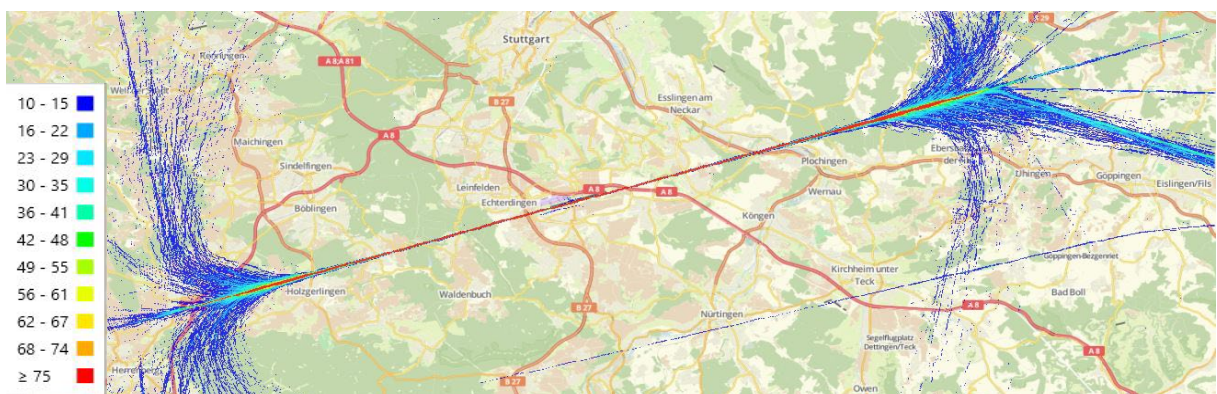 S 29
Stuttgart
Renningen
A 8;A 81
Esslingen am
Neckar
B 27
A 8
Maichingen
Sindelfingen
Plochingen
Göppingen
Uhingen
Eislingen/Fils
Leinfelden
A 8
A 8
Wernau
Echterdingen
Böblingen
Köngen
Göppingen-Bezgenriet
Kirchheim unter
Teck
Holzgerlingen
Waldenbuch
Bad Boll
B 27
Nürtingen
A 8
Segelflugplatz
Dettingen/Teck
A 8
B 27
Owen
10 - 15
16 - 22
23 - 29
30 - 35
36 - 41
42 - 48
49 - 55
56 - 61
62 - 67
68 - 74
≥ 75